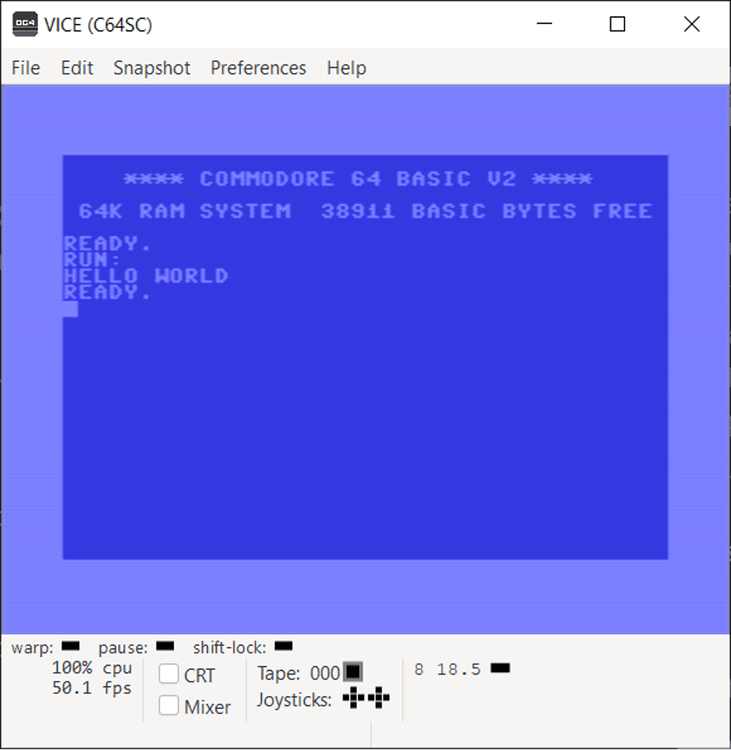 VICE (C64SC)
File Edit Snapshot Preferences Help
**** COMMODORE 64 BASIC V2 ****
64K RAM SYSTEM 38911 BASIC BYTES FREE
READY.
RUN:
HELLO WORLD
READY.
warp: pause: shift-lock:
100% cpu
50.1 fps
CRT
Mixer
Tape: 000
Joysticks:
8 18.5